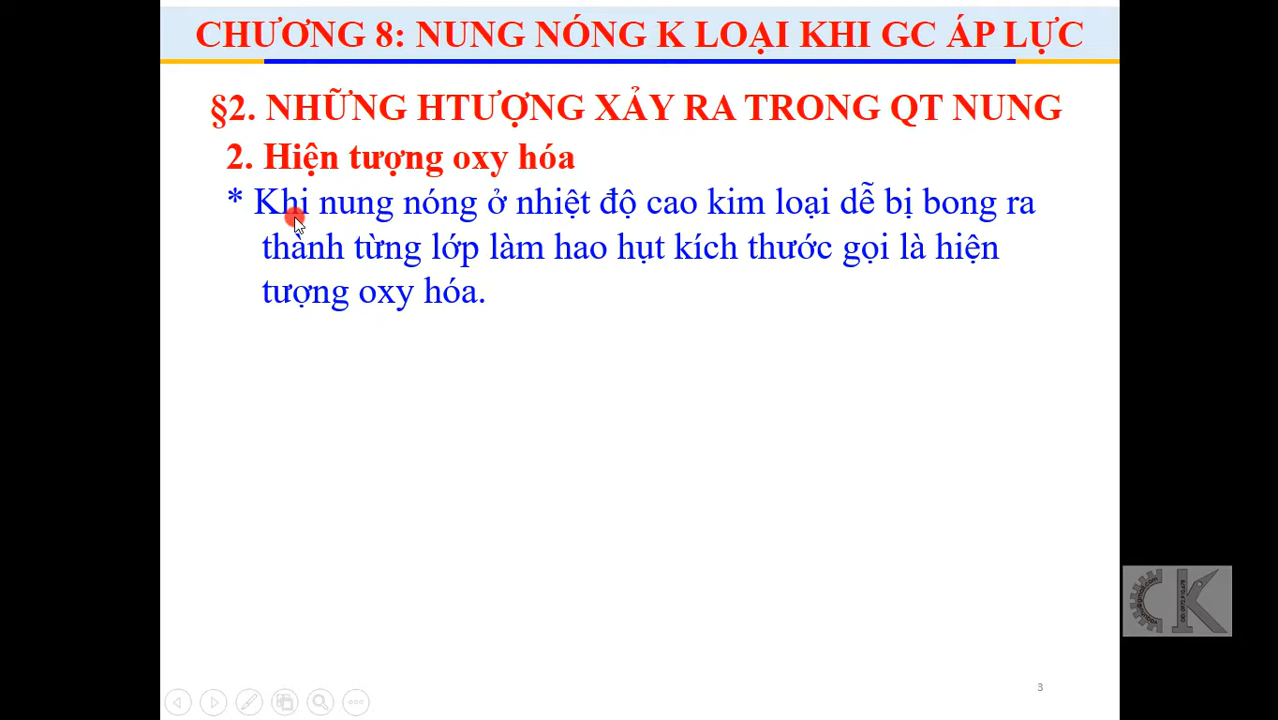 CHƯƠNG 8: NUNG NÓNG K LOẠI KHI GC ÁP LỰC
§2. NHỮNG HTƯỢNG XẢY RA TRONG QT NUNG
2. Hiện tượng oxy hóa
* Khi nung nóng ở nhiệt độ cao kim loại dễ bị bong ra
thành từng lớp làm hao hụt kích thước gọi là hiện
tượng oxy hóa.
3